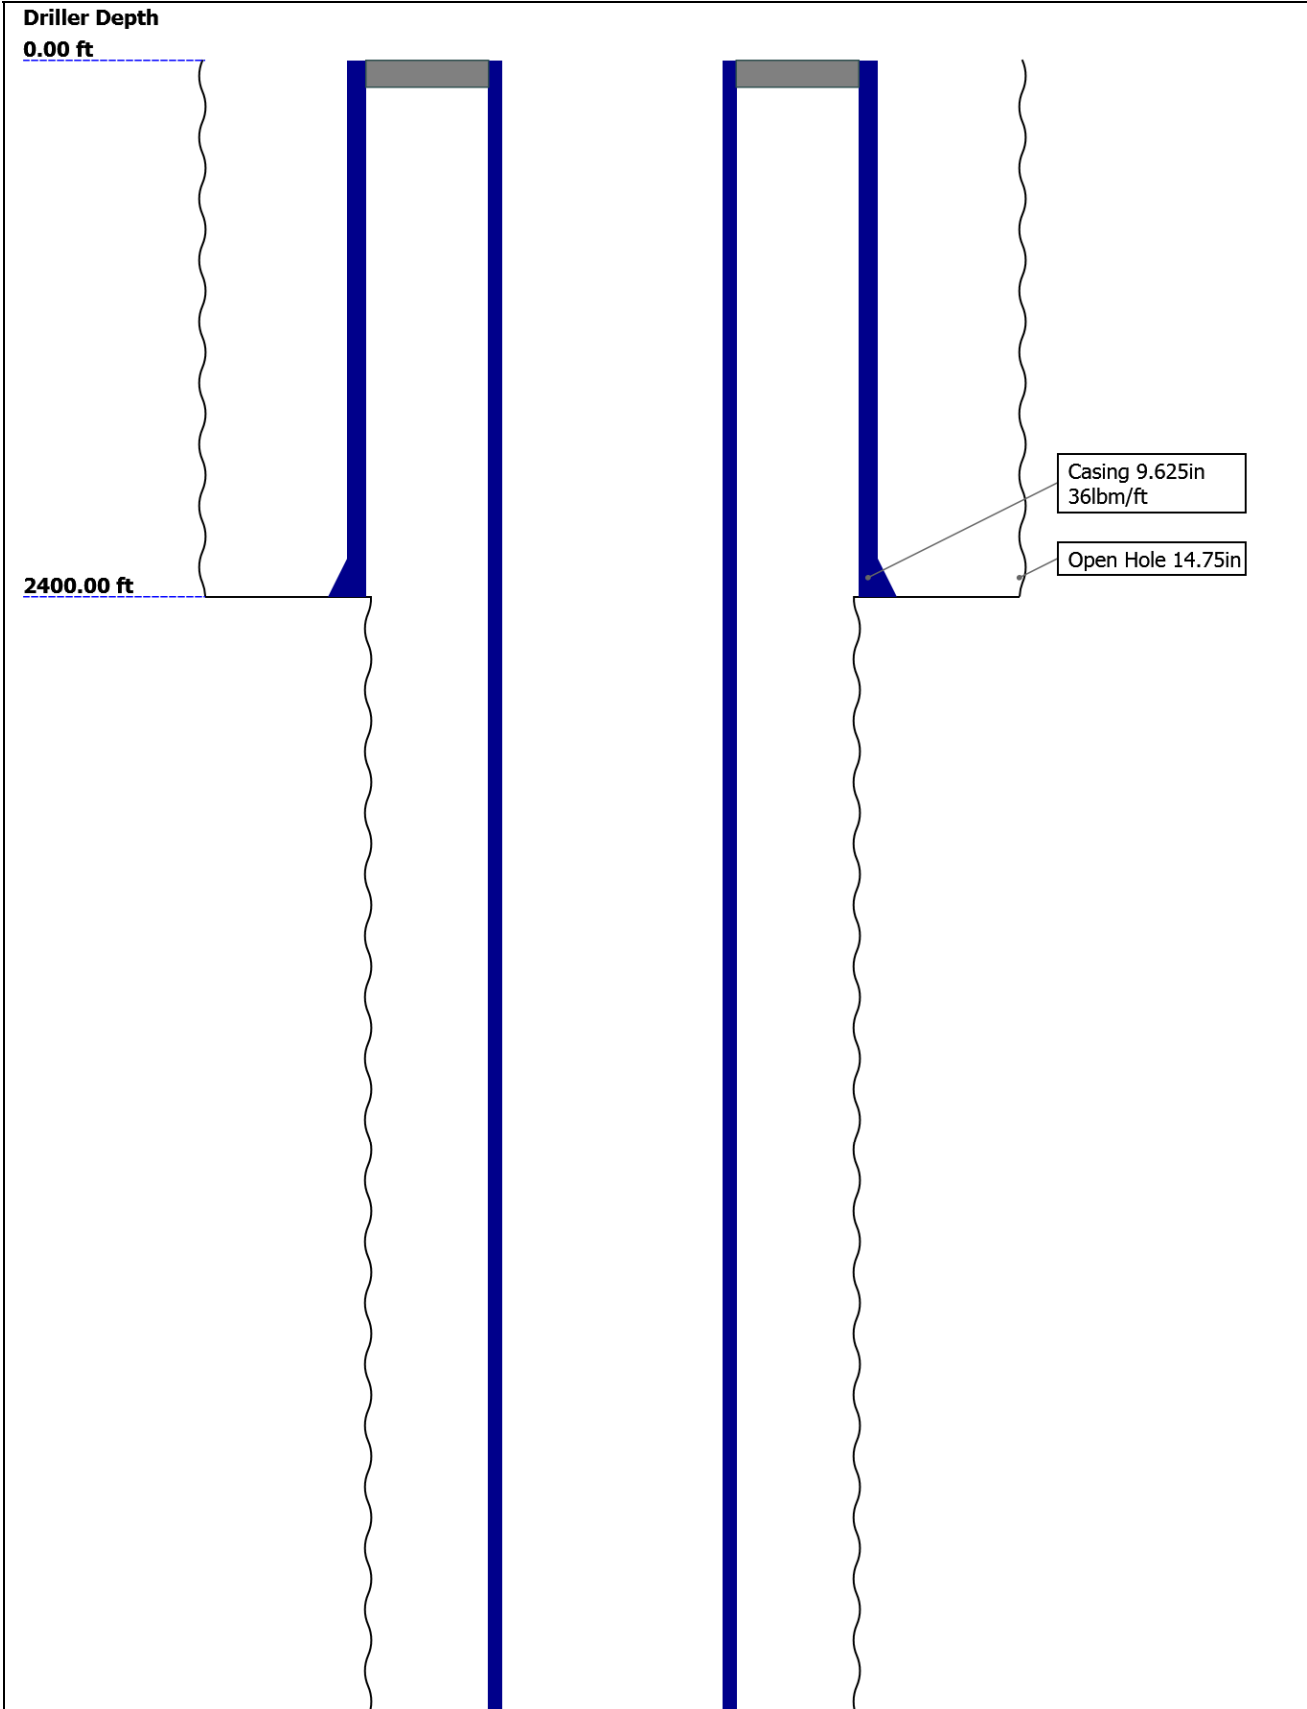 Driller Depth
0.00 ft
Casing 9.625in
36lbm/ft
Open Hole 14.75in
2400.00 ft